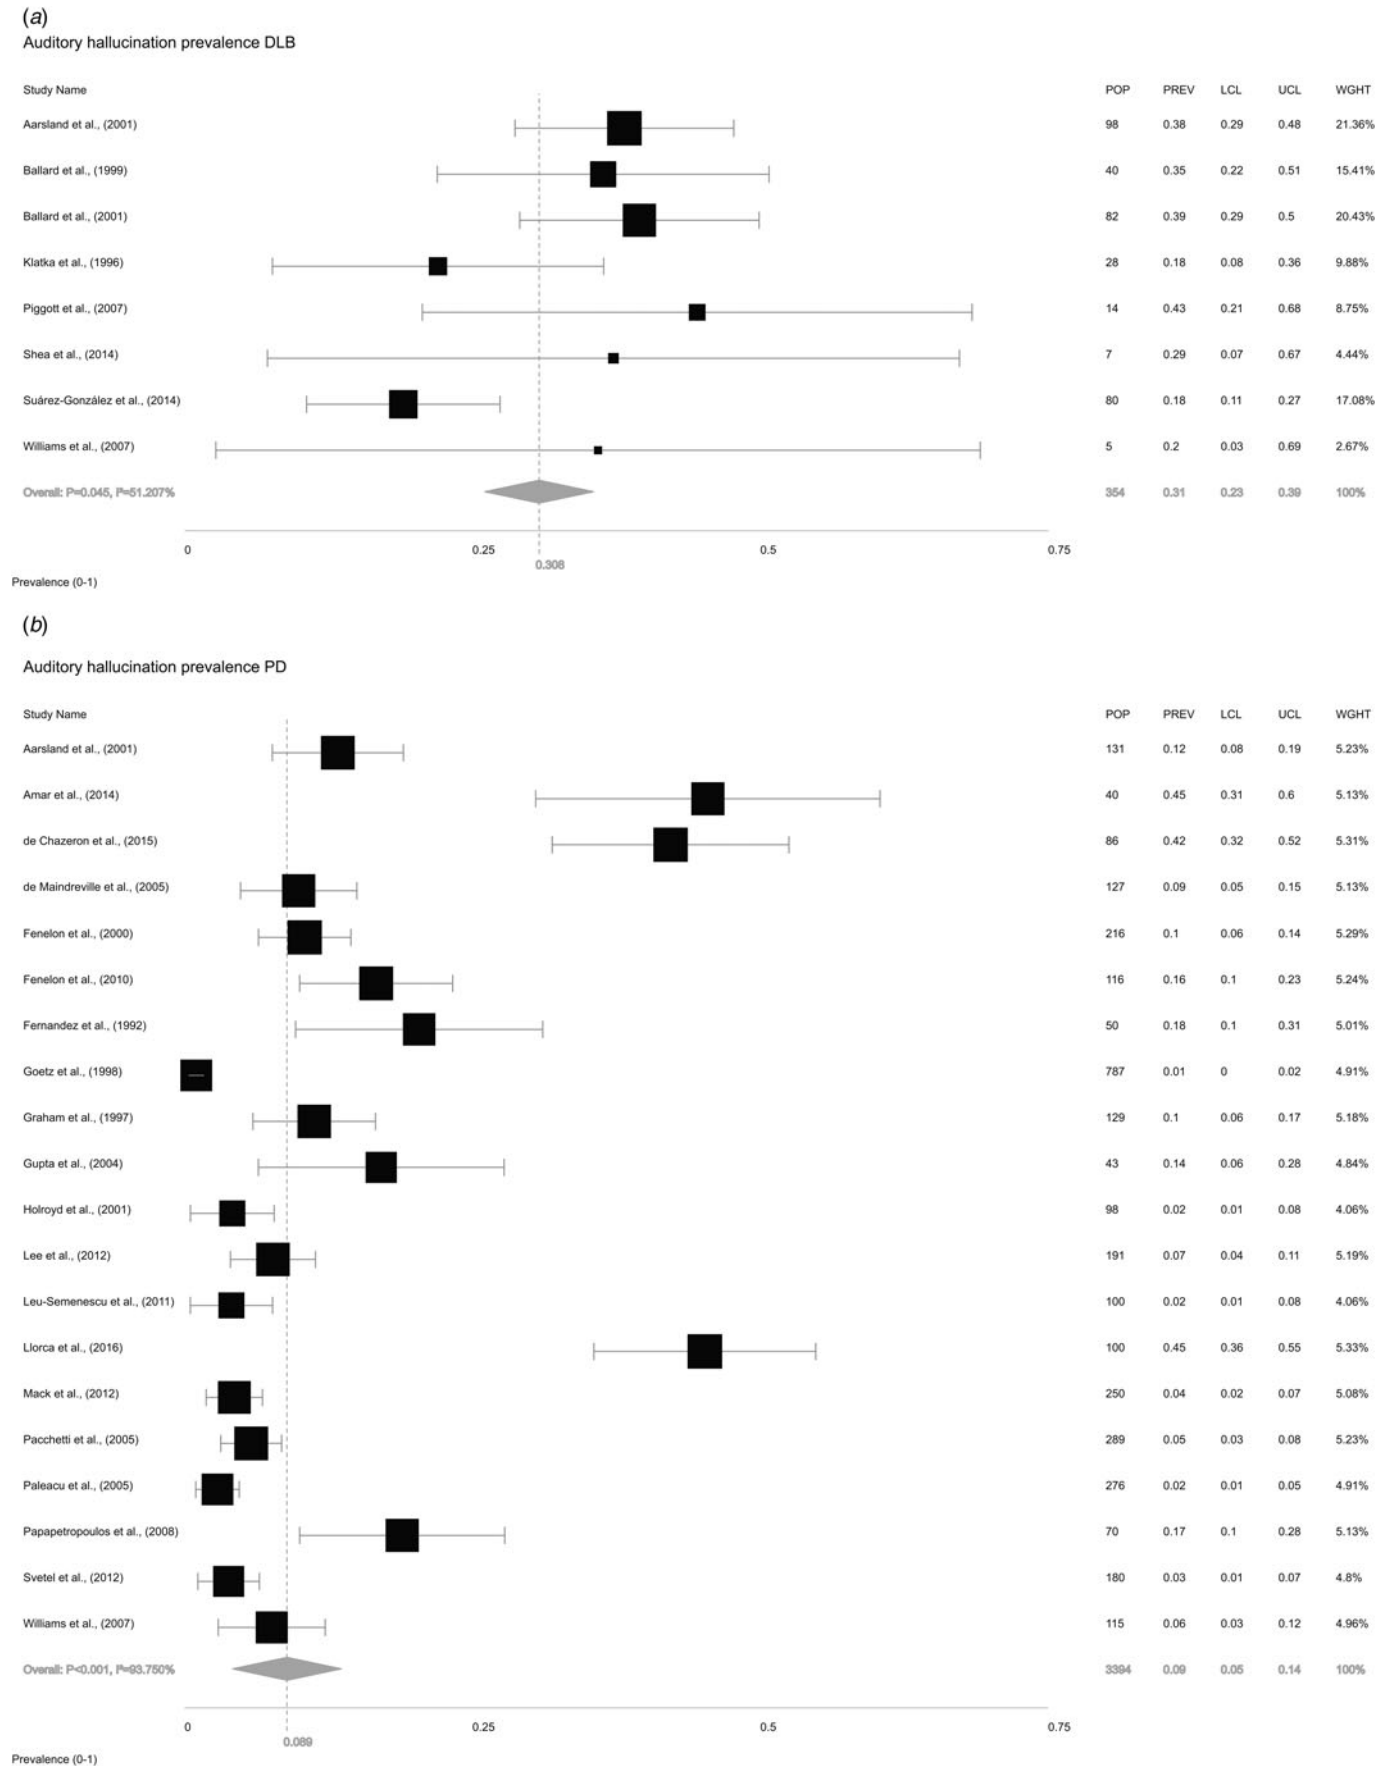 (a)
Auditory hallucination prevalence DLB
Study Name POP PREV LCL UCL WGHT
Aarsland et al., (2001) 98 0.38 0.29 0.48 21.36%
Ballard et al., (1999) 40 0.35 0.22 0.51 15.41%
Ballard et al., (2001) 82 0.39 0.29 0.5 20.43%
Klatka et al., (1996) 28 0.18 0.08 0.36 9.88%
Piggott et al., (2007) 14 0.43 0.21 0.68 8.75%
Shea et al., (2014) 7 0.29 0.07 0.67 4.44%
Suárez-González et al., (2014) 80 0.18 0.11 0.27 17.08%
Williams et al., (2007) 5 0.2 0.03 0.69 2.67%
Overall: P=0.045, I²=51.207% 354 0.31 0.23 0.39 100%
0 0.25 0.5 0.75
0.308
Prevalence (0-1)
(b)
Auditory hallucination prevalence PD
Study Name POP PREV LCL UCL WGHT
Aarsland et al., (2001) 131 0.12 0.08 0.19 5.23%
Amar et al., (2014) 40 0.45 0.31 0.6 5.13%
de Chazeron et al., (2015) 86 0.42 0.32 0.52 5.31%
de Maindreville et al., (2005) 127 0.09 0.05 0.15 5.13%
Fenelon et al., (2000) 216 0.1 0.06 0.14 5.29%
Fenelon et al., (2010) 116 0.16 0.1 0.23 5.24%
Fernandez et al., (1992) 50 0.18 0.1 0.31 5.01%
Goetz et al., (1998) 787 0.01 0 0.02 4.91%
Graham et al., (1997) 129 0.1 0.06 0.17 5.18%
Gupta et al., (2004) 43 0.14 0.06 0.28 4.84%
Holroyd et al., (2001) 98 0.02 0.01 0.08 4.06%
Lee et al., (2012) 191 0.07 0.04 0.11 5.19%
Leu-Semenescu et al., (2011) 100 0.02 0.01 0.08 4.06%
Llorca et al., (2016) 100 0.45 0.36 0.55 5.33%
Mack et al., (2012) 250 0.04 0.02 0.07 5.08%
Pacchetti et al., (2005) 289 0.05 0.03 0.08 5.23%
Paleacu et al., (2005) 276 0.02 0.01 0.05 4.91%
Papapetropoulos et al., (2008) 70 0.17 0.1 0.28 5.13%
Svetel et al., (2012) 180 0.03 0.01 0.07 4.8%
Williams et al., (2007) 115 0.06 0.03 0.12 4.96%
Overall: P<0.001, I²=93.750% 3394 0.09 0.05 0.14 100%
0 0.25 0.5 0.75
0.089
Prevalence (0-1)